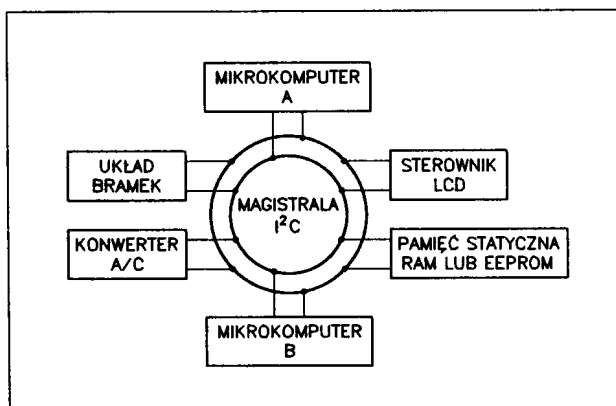 MIKROKOMPUTER
A
UKŁAD
BRAMEK
STEROWNIK
LCD
MAGISTRALA
I²C
KONWERTER
A/C
PAMIĘĆ STATYCZNA
RAM LUB EEPROM
MIKROKOMPUTER
B